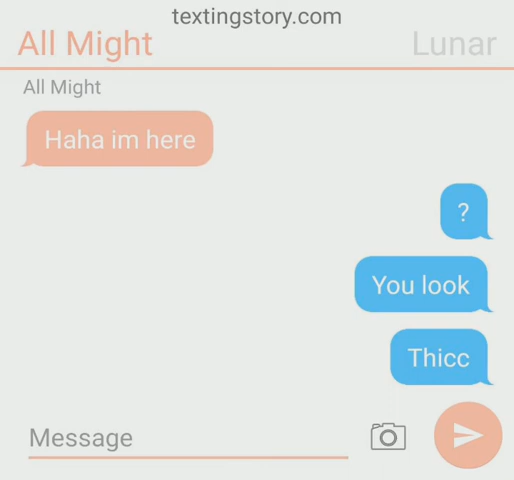 textingstory.com
All Might
Lunar
All Might
Haha im here
?
You look
Thicc
Message